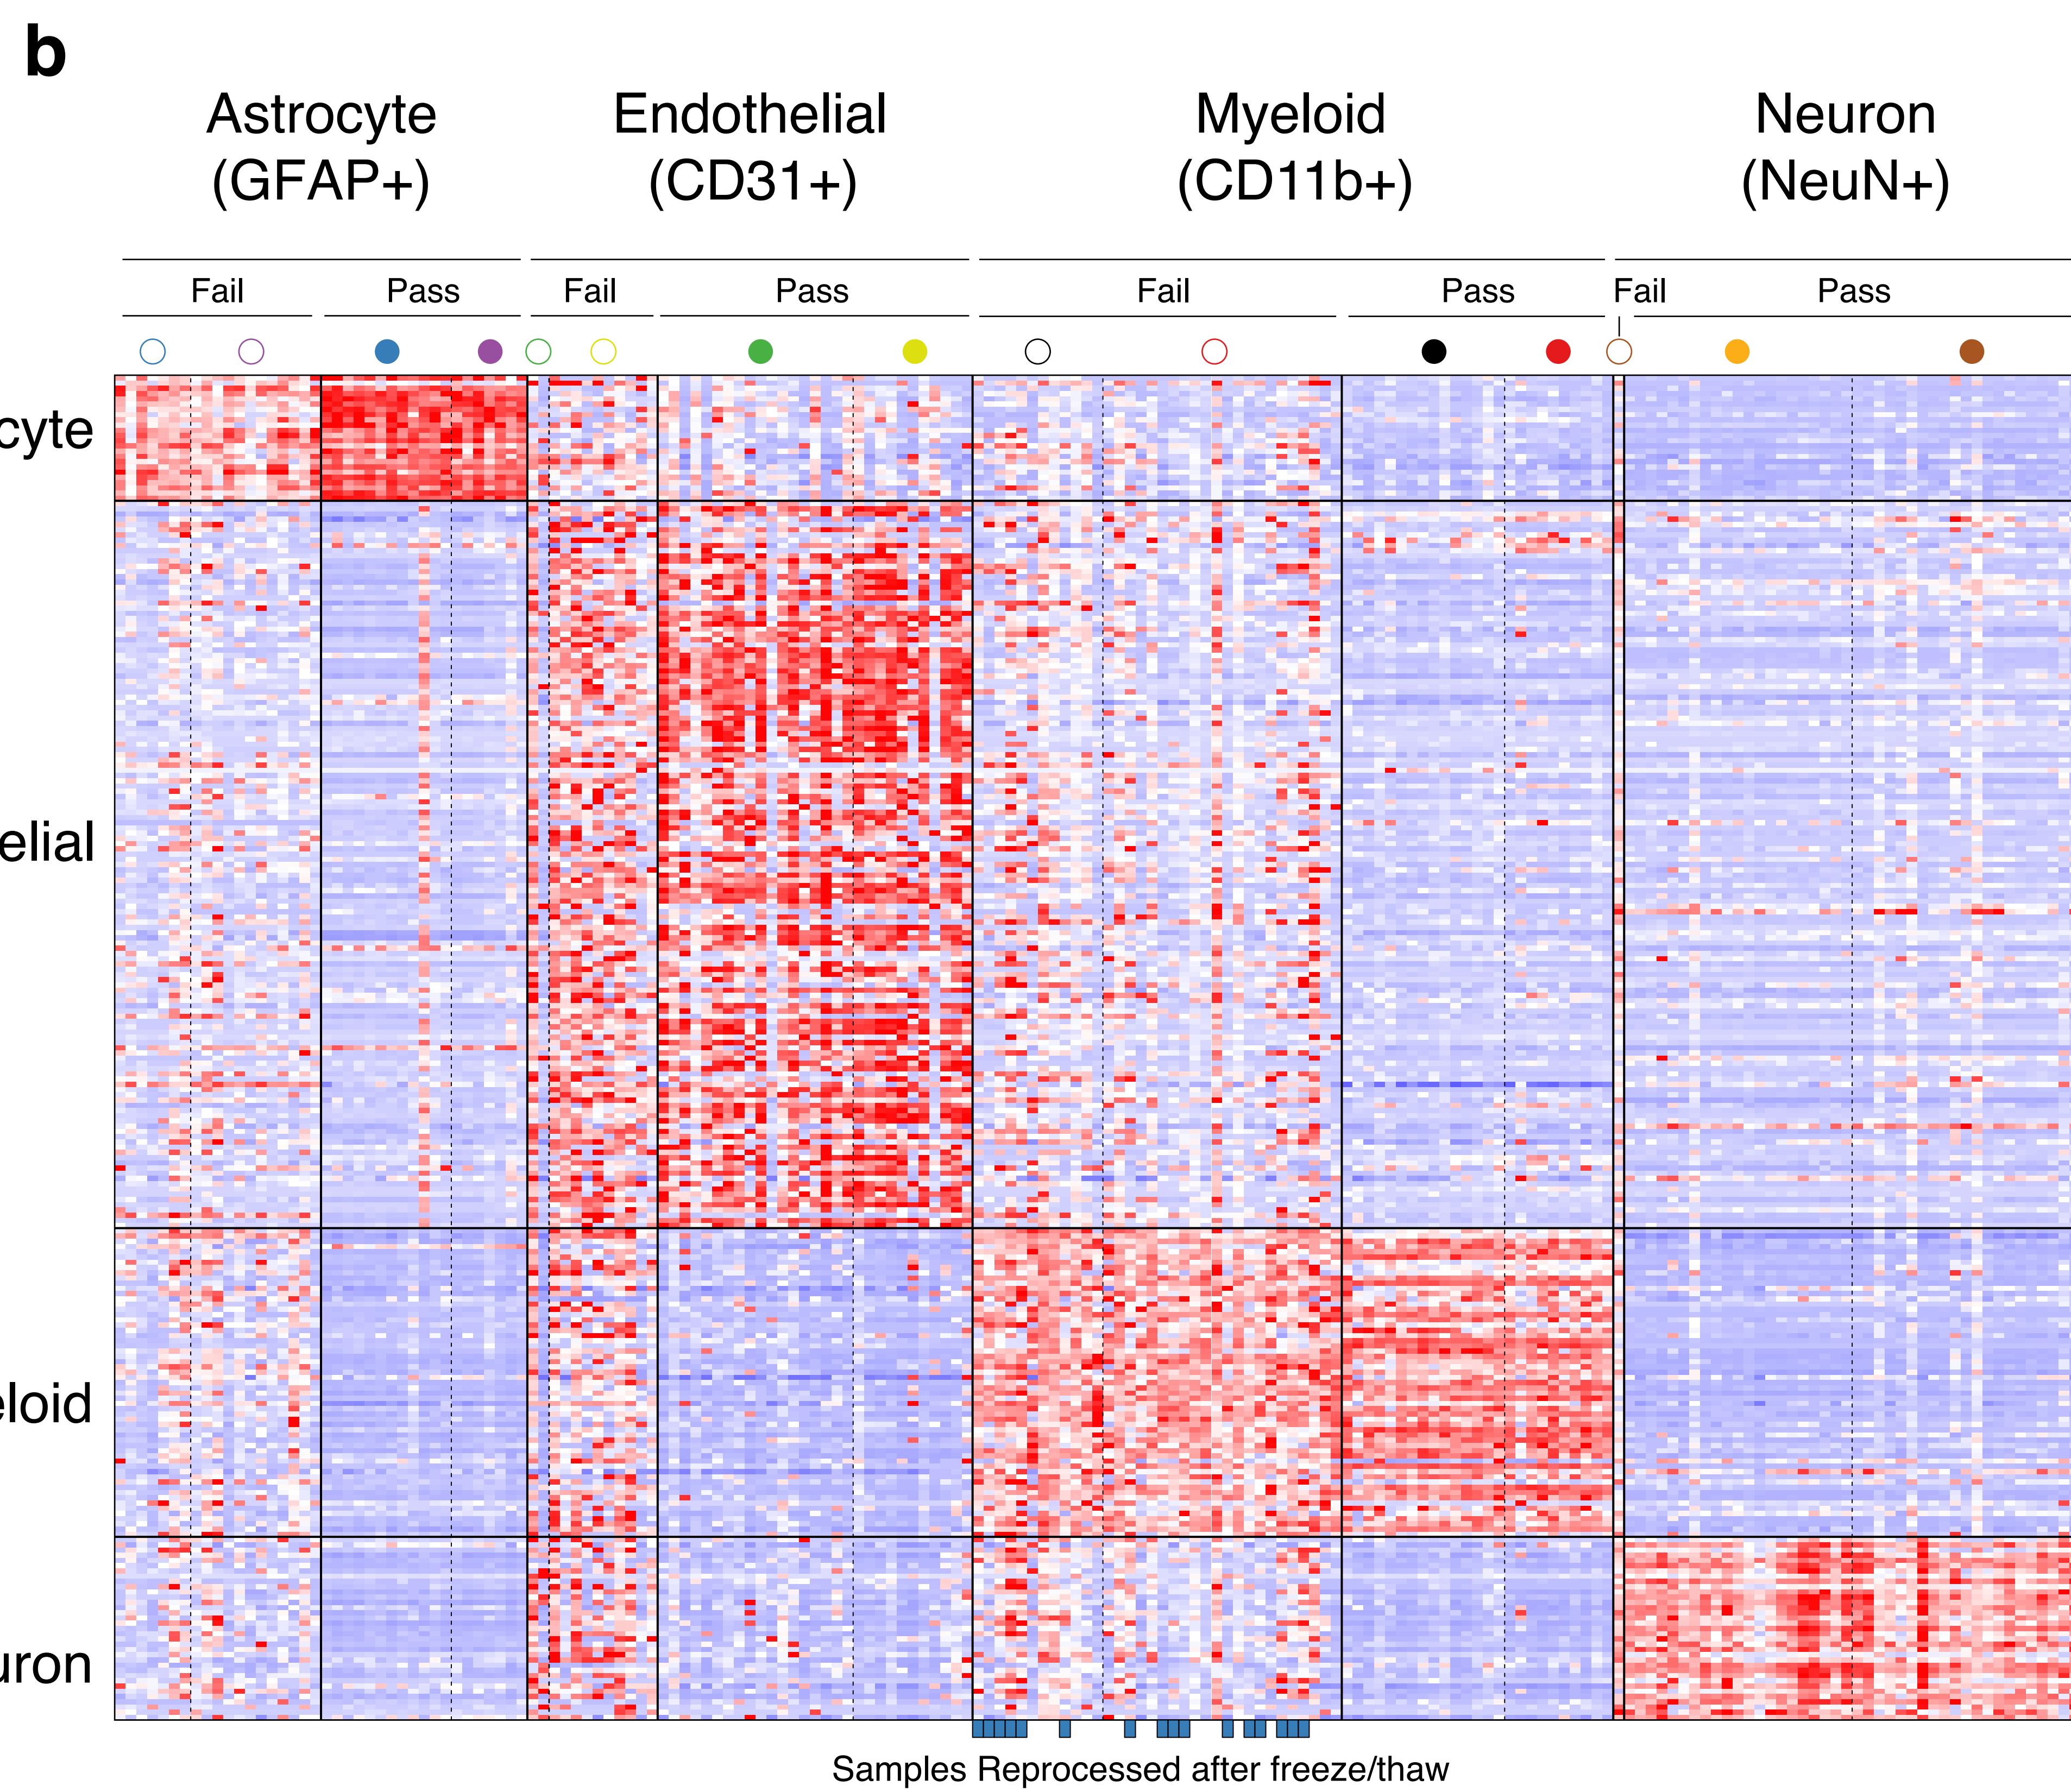 b
Astrocyte
(GFAP+)
Endothelial
(CD31+)
Myeloid
(CD11b+)
Neuron
(NeuN+)
Fail
Pass
Fail
Pass
Fail
Pass
Fail
Pass
cyte
elial
eloid
uron
Samples Reprocessed after freeze/thaw